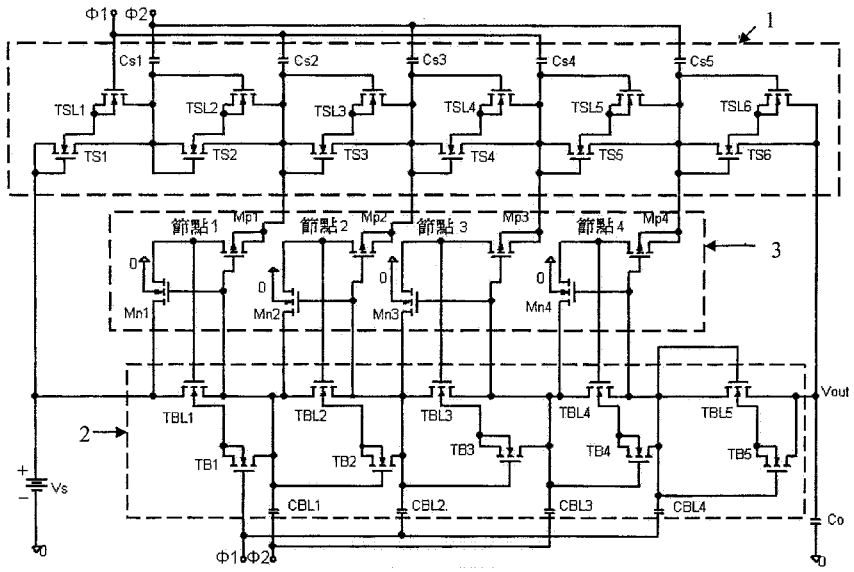 Φ1 Φ2
1
Cs1 Cs2 Cs3 Cs4 Cs5
TSL1 TSL2 TSL3 TSL4 TSL5 TSL6
TS1 TS2 TS3 TS4 TS5 TS6
節點1 Mp1 節點2 Mp2 節點3 Mp3 節點4 Mp4
0 0 0 0
3
Mn1 Mn2 Mn3 Mn4
Vout
TBL1 TBL2 TBL3 TBL4 TBL5
2
TB1 TB2 TB3 TB4 TB5
+
Vs
-
CBL1 CBL2. CBL3 CBL4
Co
0 Φ1 Φ2 0